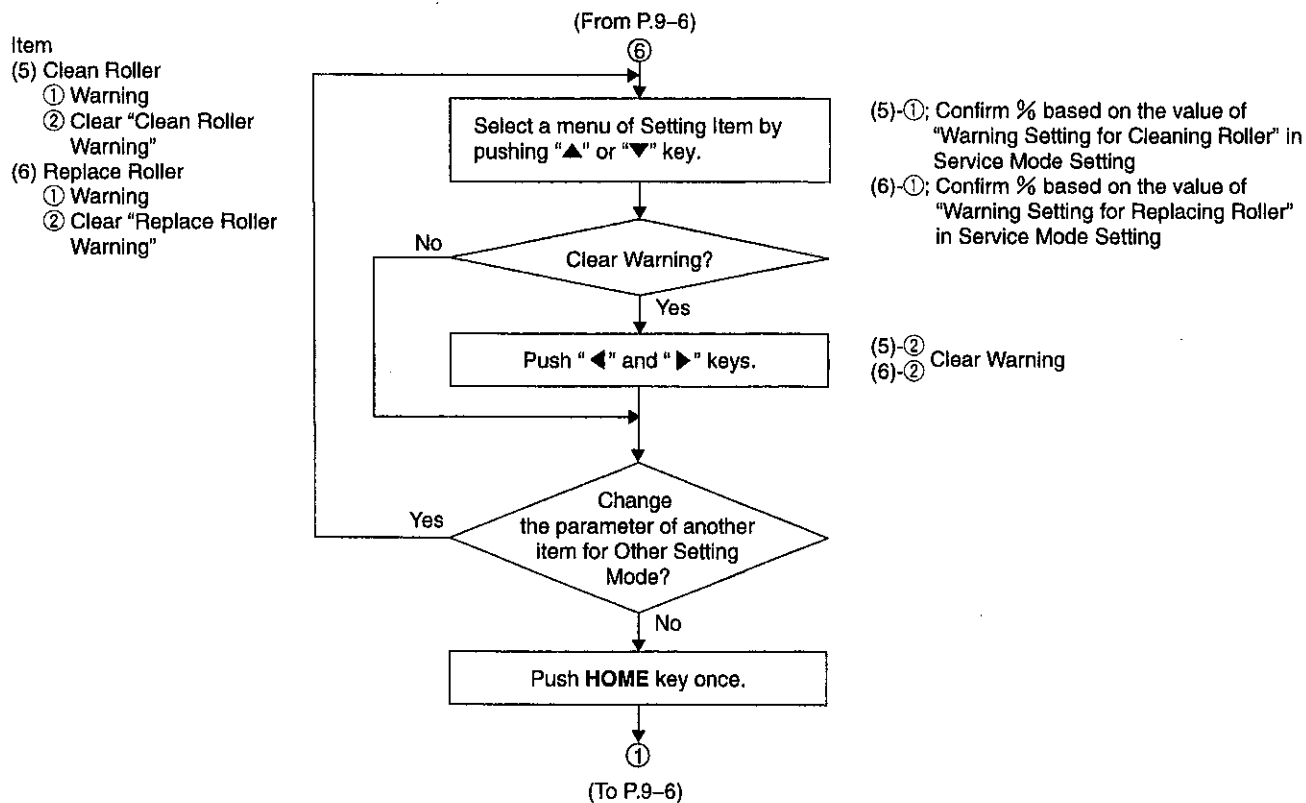 (From P.9–6)
⑥
Item
(5) Clean Roller
① Warning
② Clear “Clean Roller
Warning”
(6) Replace Roller
① Warning
② Clear “Replace Roller
Warning”
Select a menu of Setting Item by
pushing “▲” or “▼” key.
(5)-①; Confirm % based on the value of
“Warning Setting for Cleaning Roller” in
Service Mode Setting
(6)-①; Confirm % based on the value of
“Warning Setting for Replacing Roller”
in Service Mode Setting
No
Clear Warning?
Yes
Push “ ◀” and “ ▶” keys.
(5)-②
(6)-② Clear Warning
Yes
Change
the parameter of another
item for Other Setting
Mode?
No
Push HOME key once.
①
(To P.9–6)